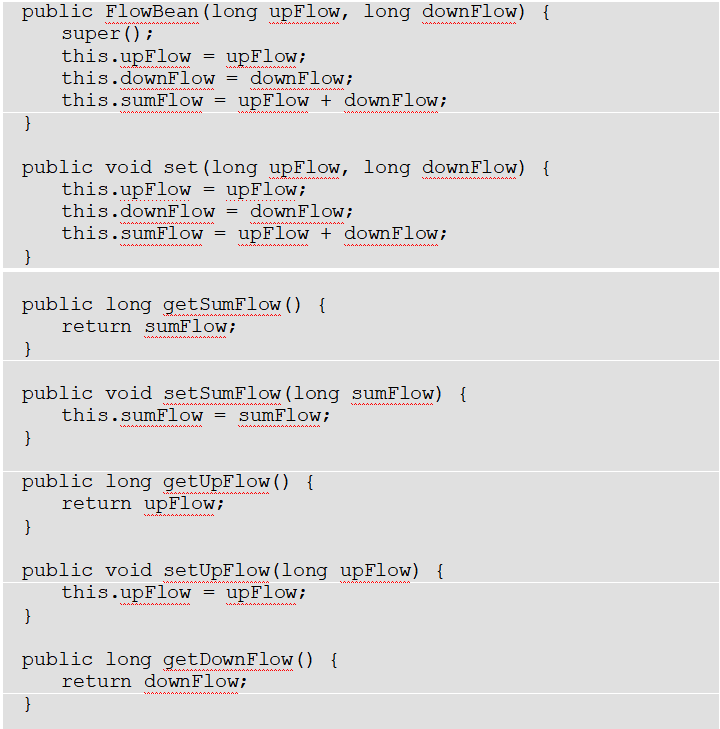 public FlowBean(long upFlow, long downFlow) {
super();
this.upFlow = upFlow;
this.downFlow = downFlow;
this.sumFlow = upFlow + downFlow;
}
public void set(long upFlow, long downFlow) {
this.upFlow = upFlow;
this.downFlow = downFlow;
this.sumFlow = upFlow + downFlow;
}
public long getSumFlow() {
return sumFlow;
}
public void setSumFlow(long sumFlow) {
this.sumFlow = sumFlow;
}
public long getUpFlow() {
return upFlow;
}
public void setUpFlow(long upFlow) {
this.upFlow = upFlow;
}
public long getDownFlow() {
return downFlow;
}